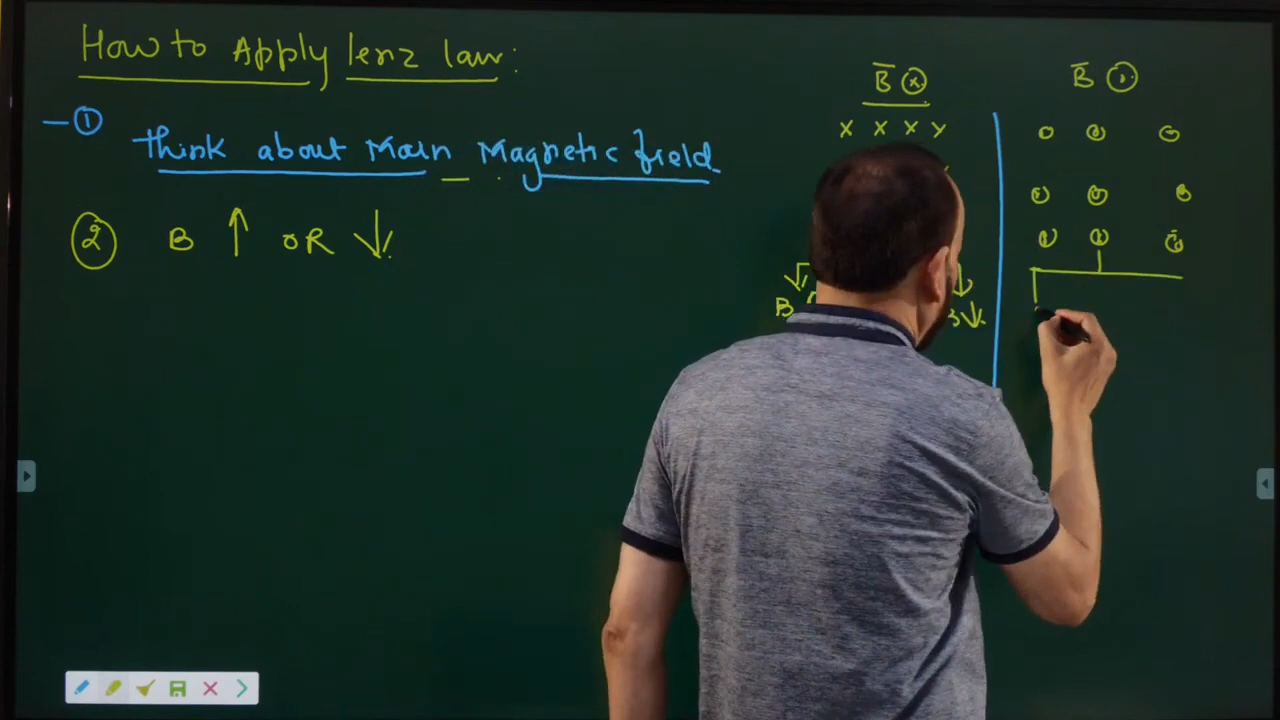 How to Apply lenz law:
① Think about Main Magnetic field
② B ↑ OR ↓
B̄ ⊗
x x x y
B
B ↓
B̄ ⊙